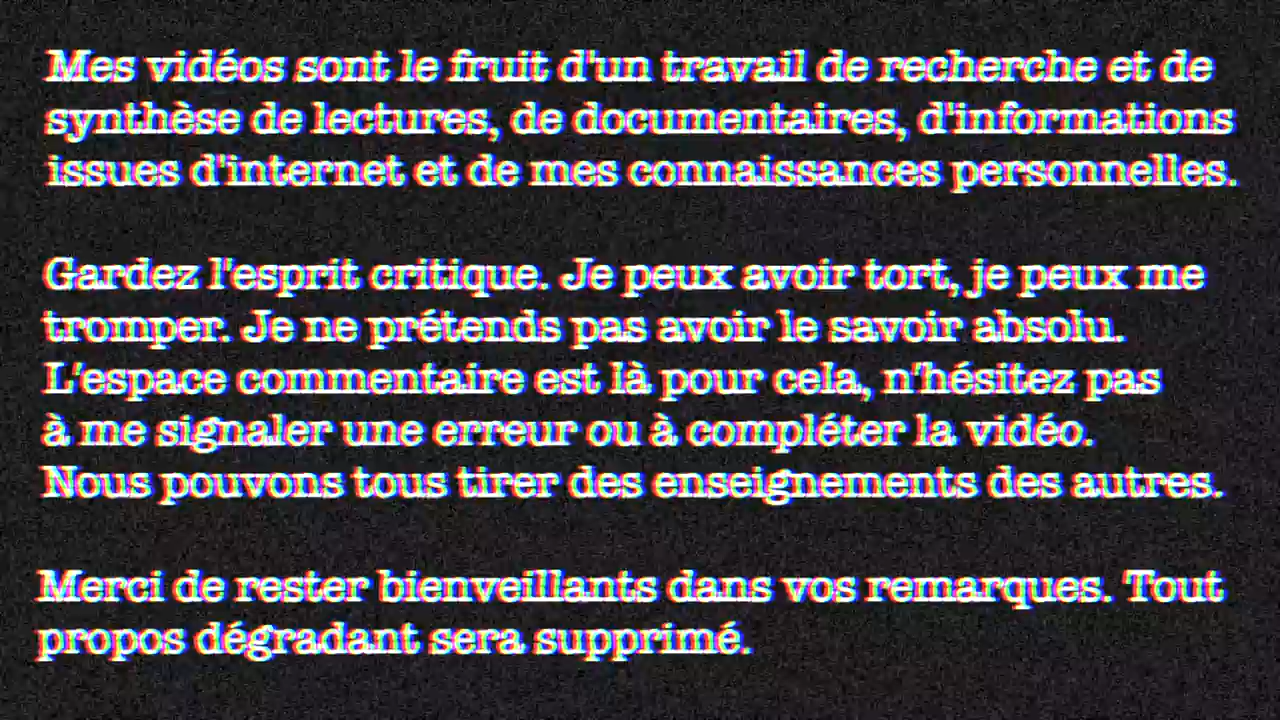 Mes vidéos sont le fruit d'un travail de recherche et de
synthèse de lectures, de documentaires, d'informations
issues d'internet et de mes connaissances personnelles.
Gardez l'esprit critique. Je peux avoir tort, je peux me
tromper. Je ne prétends pas avoir le savoir absolu.
L'espace commentaire est là pour cela, n'hésitez pas
à me signaler une erreur ou à compléter la vidéo.
Nous pouvons tous tirer des enseignements des autres.
Merci de rester bienveillants dans vos remarques. Tout
propos dégradant sera supprimé.